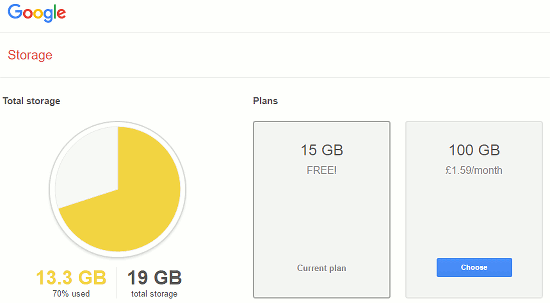 Google
Storage
Total storage
Plans
15 GB
FREE!
Current plan
100 GB
£1.59/month
Choose
13.3 GB
70% used
19 GB
total storage